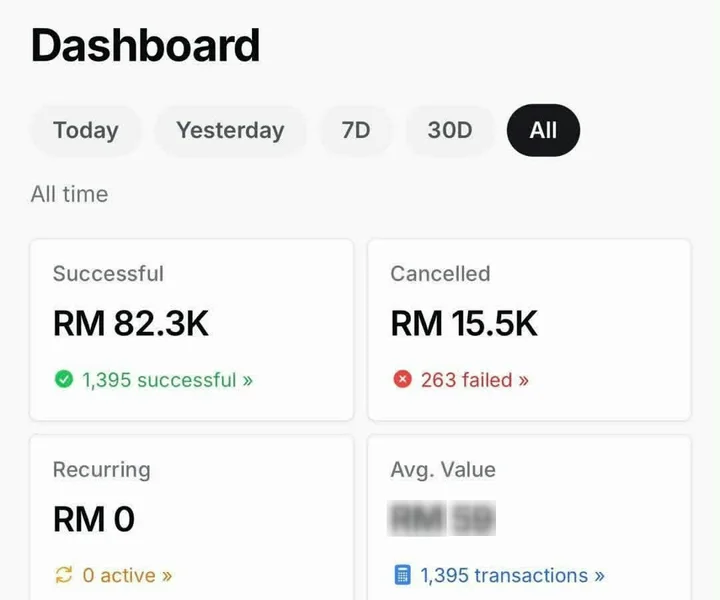 Dashboard
Today Yesterday 7D 30D All
All time
Successful
RM 82.3K
1,395 successful »
Cancelled
RM 15.5K
263 failed »
Recurring
RM 0
0 active »
Avg. Value
1,395 transactions »